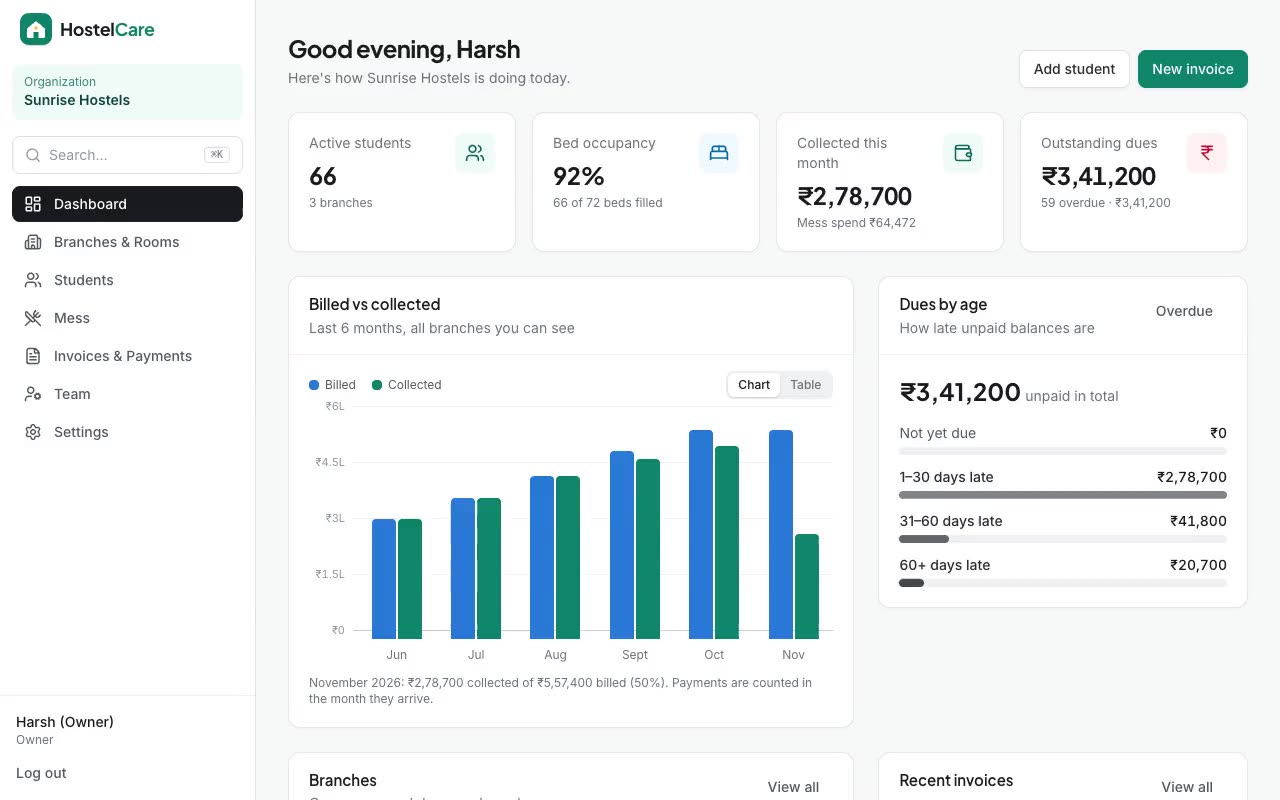 HostelCare
Organization
Sunrise Hostels
Search...
⌘K
Dashboard
Branches & Rooms
Students
Mess
Invoices & Payments
Team
Settings
Harsh (Owner)
Owner
Log out
Good evening, Harsh
Here's how Sunrise Hostels is doing today.
Add student
New invoice
Active students
66
3 branches
Bed occupancy
92%
66 of 72 beds filled
Collected this
month
₹2,78,700
Mess spend ₹64,472
Outstanding dues
₹3,41,200
59 overdue · ₹3,41,200
Billed vs collected
Last 6 months, all branches you can see
Billed
Collected
Chart
Table
₹6L
₹4.5L
₹3L
₹1.5L
₹0
Jun
Jul
Aug
Sept
Oct
Nov
November 2026: ₹2,78,700 collected of ₹5,57,400 billed (50%). Payments are counted in
the month they arrive.
Dues by age
How late unpaid balances are
Overdue
₹3,41,200 unpaid in total
Not yet due ₹0
1–30 days late ₹2,78,700
31–60 days late ₹41,800
60+ days late ₹20,700
Branches
View all
Recent invoices
View all